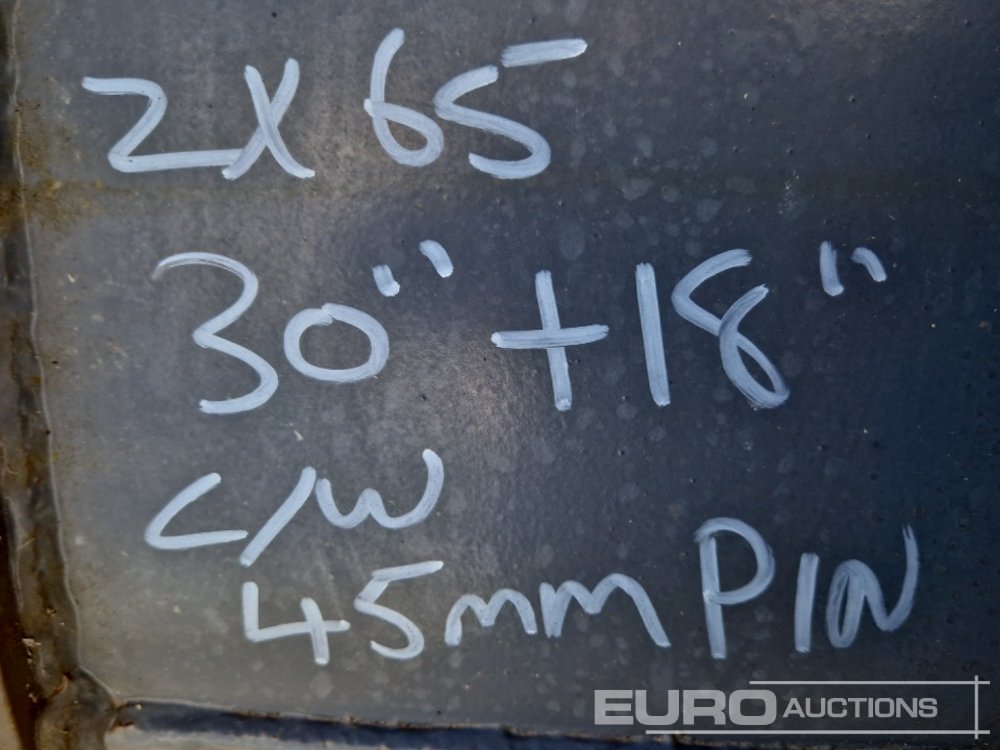 2X65
30" + 18"
C/W
45mm PIN
EURO AUCTIONS